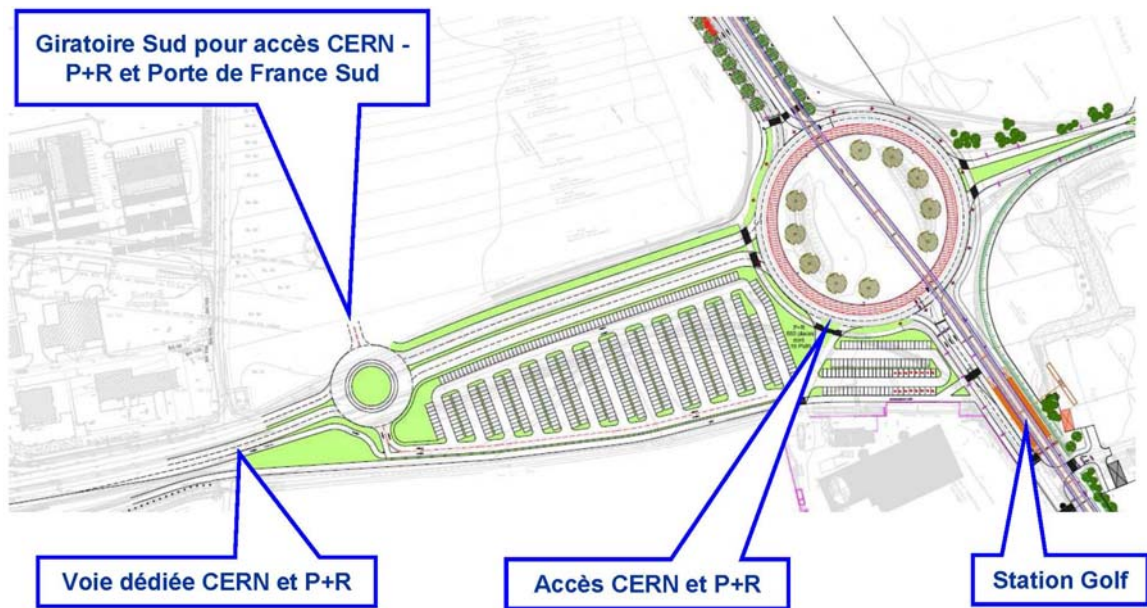 Giratoire Sud pour accès CERN -
P+R et Porte de France Sud
P+R
Voie dédiée CERN et P+R
Accès CERN et P+R
Station Golf